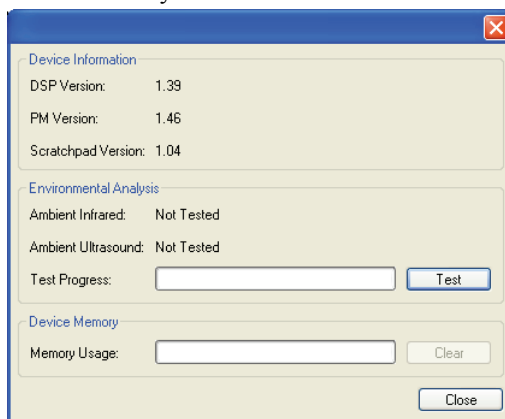 Device Information
DSP Version: 1.39
PM Version: 1.46
Scratchpad Version: 1.04
Environmental Analysis
Ambient Infrared: Not Tested
Ambient Ultrasound: Not Tested
Test Progress: Test
Device Memory
Memory Usage: Clear
Close